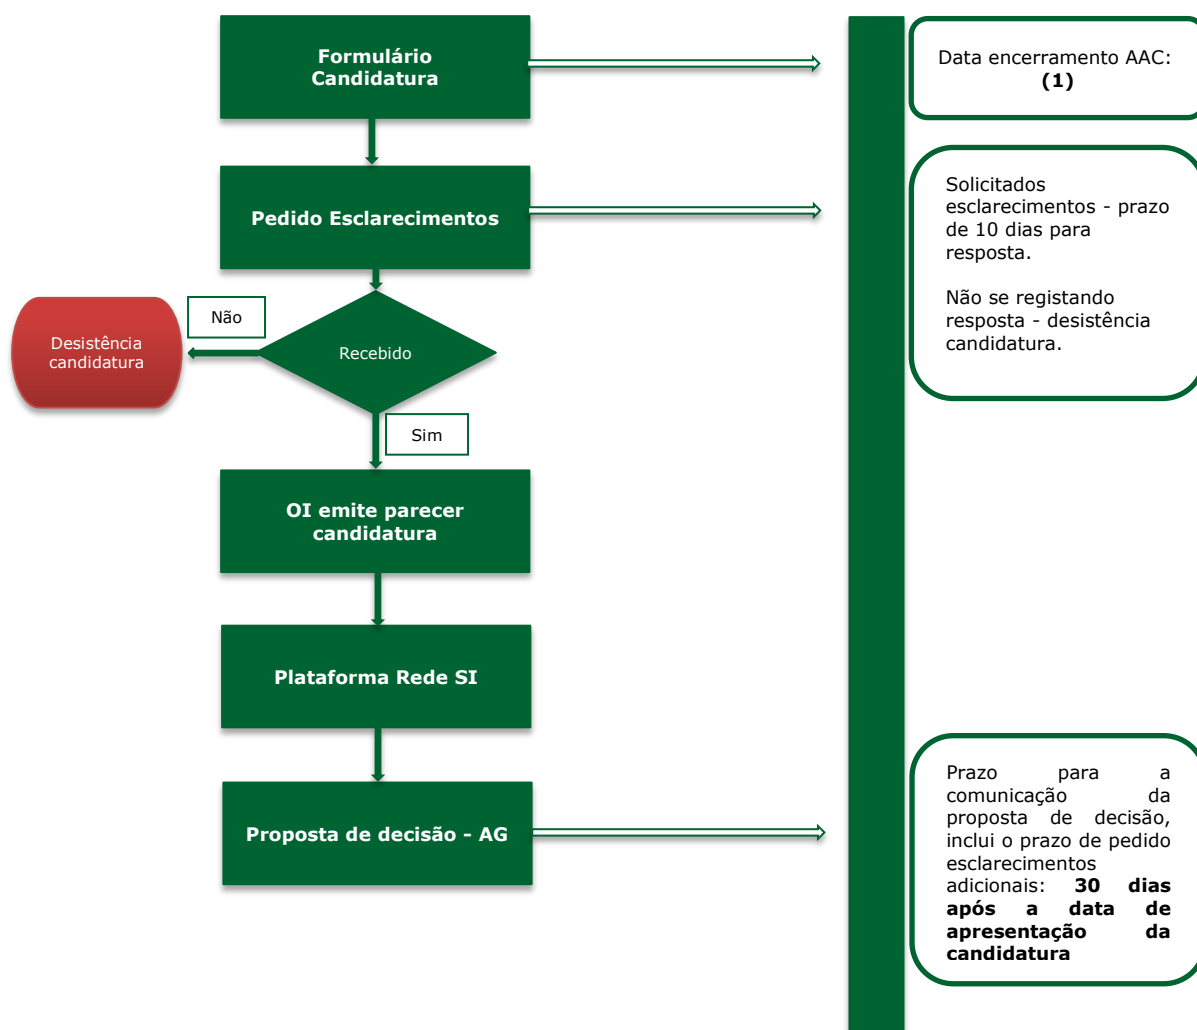 Formulário
Candidatura
Data encerramento AAC:
(1)
Pedido Esclarecimentos
Solicitados
esclarecimentos - prazo
de 10 dias para
resposta.
Não se registando
resposta - desistência
candidatura.
Não
Desistência
candidatura
Recebido
Sim
OI emite parecer
candidatura
Plataforma Rede SI
Proposta de decisão - AG
Prazo para a
comunicação da
proposta de decisão,
inclui o prazo de pedido
esclarecimentos
adicionais: 30 dias
após a data de
apresentação da
candidatura